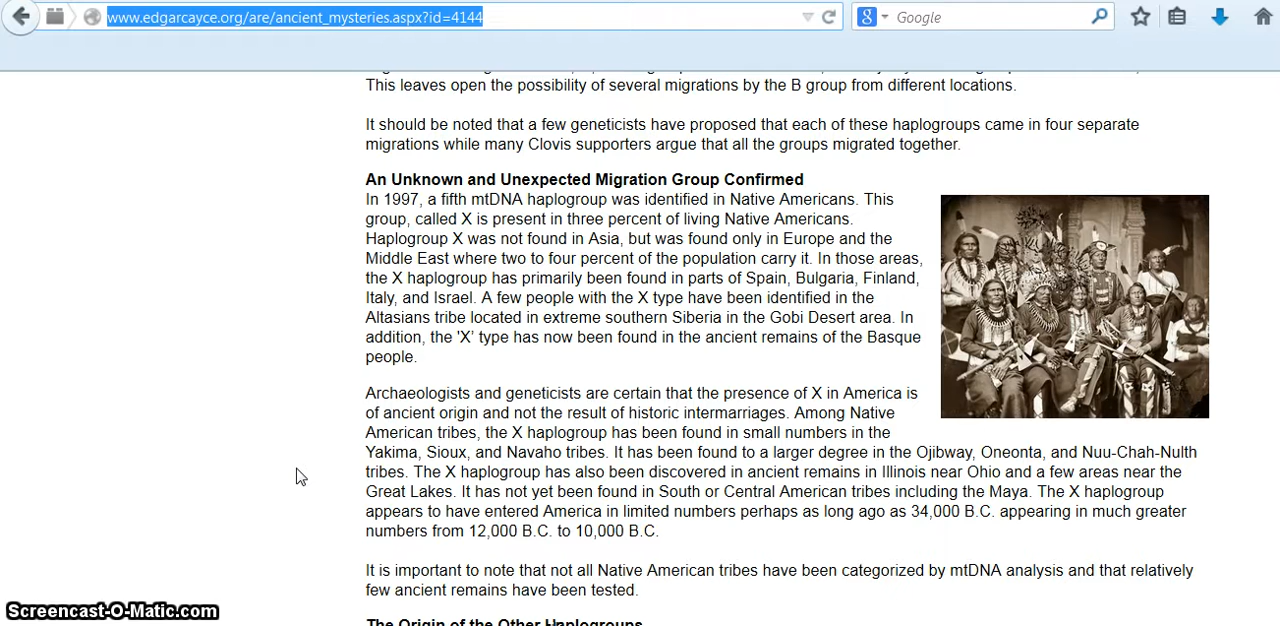 www.edgarcayce.org/are/ancient_mysteries.aspx?id=4144
Google
This leaves open the possibility of several migrations by the B group from different locations.
It should be noted that a few geneticists have proposed that each of these haplogroups came in four separate
migrations while many Clovis supporters argue that all the groups migrated together.
An Unknown and Unexpected Migration Group Confirmed
In 1997, a fifth mtDNA haplogroup was identified in Native Americans. This
group, called X is present in three percent of living Native Americans.
Haplogroup X was not found in Asia, but was found only in Europe and the
Middle East where two to four percent of the population carry it. In those areas,
the X haplogroup has primarily been found in parts of Spain, Bulgaria, Finland,
Italy, and Israel. A few people with the X type have been identified in the
Altasians tribe located in extreme southern Siberia in the Gobi Desert area. In
addition, the 'X' type has now been found in the ancient remains of the Basque
people.
Archaeologists and geneticists are certain that the presence of X in America is
of ancient origin and not the result of historic intermarriages. Among Native
American tribes, the X haplogroup has been found in small numbers in the
Yakima, Sioux, and Navaho tribes. It has been found to a larger degree in the Ojibway, Oneonta, and Nuu-Chah-Nulth
tribes. The X haplogroup has also been discovered in ancient remains in Illinois near Ohio and a few areas near the
Great Lakes. It has not yet been found in South or Central American tribes including the Maya. The X haplogroup
appears to have entered America in limited numbers perhaps as long ago as 34,000 B.C. appearing in much greater
numbers from 12,000 B.C. to 10,000 B.C.
It is important to note that not all Native American tribes have been categorized by mtDNA analysis and that relatively
few ancient remains have been tested.
The Origin of the Other Haplogroups
Screencast-O-Matic.com